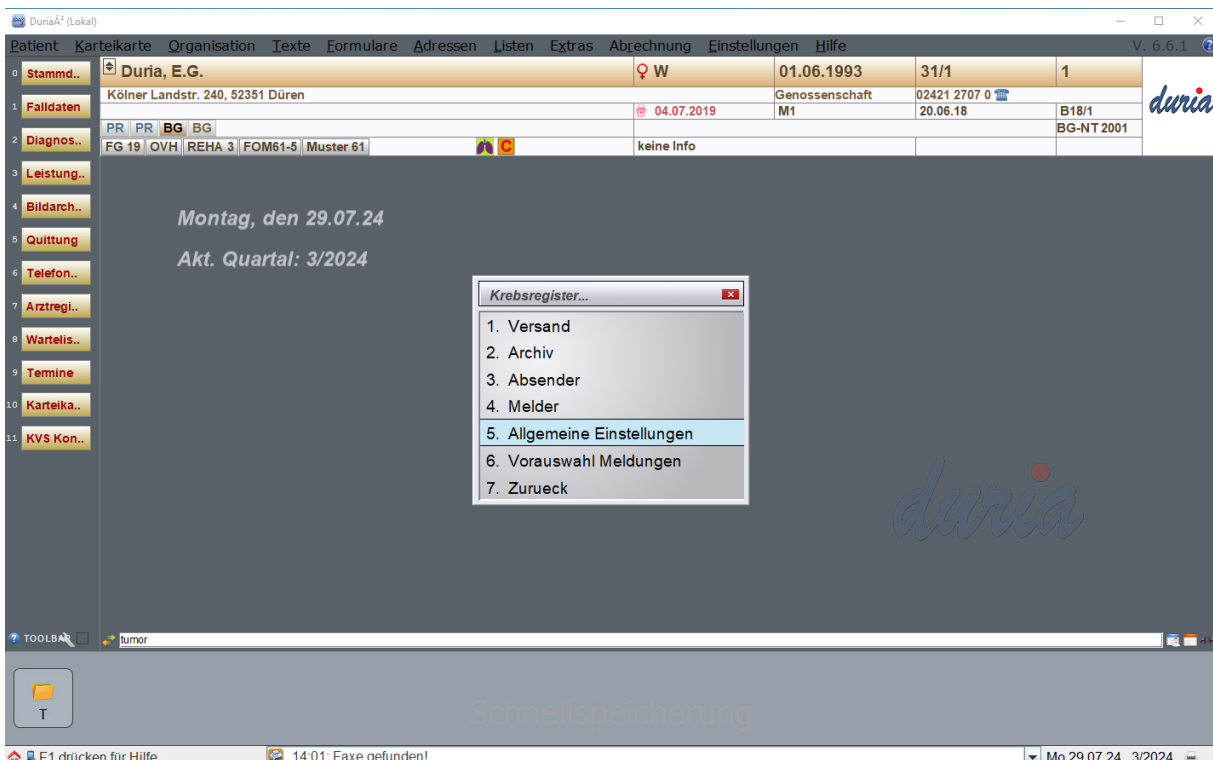 DuriaÂ² (Lokal)
Patient Karteikarte Organisation Texte Formulare Adressen Listen Extras Abrechnung Einstellungen Hilfe V. 6.6.1
0 Stammd.. Duria, E.G. W 01.06.1993 31/1 1
Kölner Landstr. 240, 52351 Düren Genossenschaft 02421 2707 0
duria
1 Falldaten 04.07.2019 M1 20.06.18 B18/1
PR PR BG BG BG-NT 2001
2 Diagnos.. FG 19 OVH REHA 3 FOM61-5 Muster 61 C keine Info
3 Leistung..
4 Bildarch..
Montag, den 29.07.24
5 Quittung
Akt. Quartal: 3/2024
6 Telefon..
7 Arztregi..
8 Wartelis..
9 Termine
10 Karteika..
11 KVS Kon..
Krebsregister...
1. Versand
2. Archiv
3. Absender
4. Melder
5. Allgemeine Einstellungen
6. Vorauswahl Meldungen
7. Zurueck
duria
TOOLBAR tumor
T
Schnellspeicherung
F1 drücken für Hilfe 14:01: Faxe gefunden! Mo 29.07.24 3/2024